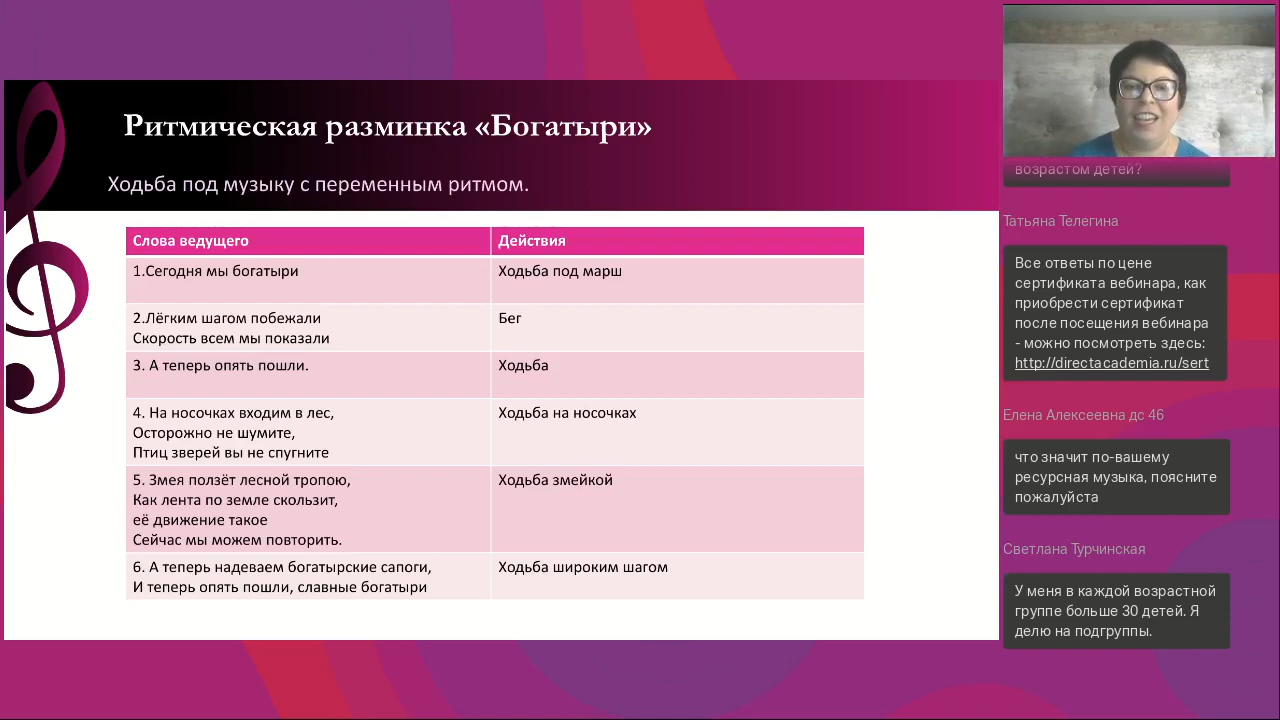 Ритмическая разминка «Богатыри»
Ходьба под музыку с переменным ритмом.
Слова ведущего
Действия
1.Сегодня мы богатыри
Ходьба под марш
2.Лёгким шагом побежали
Скорость всем мы показали
Бег
3. А теперь опять пошли.
Ходьба
4. На носочках входим в лес,
Осторожно не шумите,
Птиц зверей вы не спугните
Ходьба на носочках
5. Змея ползёт лесной тропою,
Как лента по земле скользит,
её движение такое
Сейчас мы можем повторить.
Ходьба змейкой
6. А теперь надеваем богатырские сапоги,
И теперь опять пошли, славные богатыри
Ходьба широким шагом
возрастом детей?
Татьяна Телегина
Все ответы по цене
сертификата вебинара, как
приобрести сертификат
после посещения вебинара
- можно посмотреть здесь:
http://directacademia.ru/sert
Елена Алексеевна дс 46
что значит по-вашему
ресурсная музыка, поясните
пожалуйста
Светлана Турчинская
У меня в каждой возрастной
группе больше 30 детей. Я
делю на подгруппы.